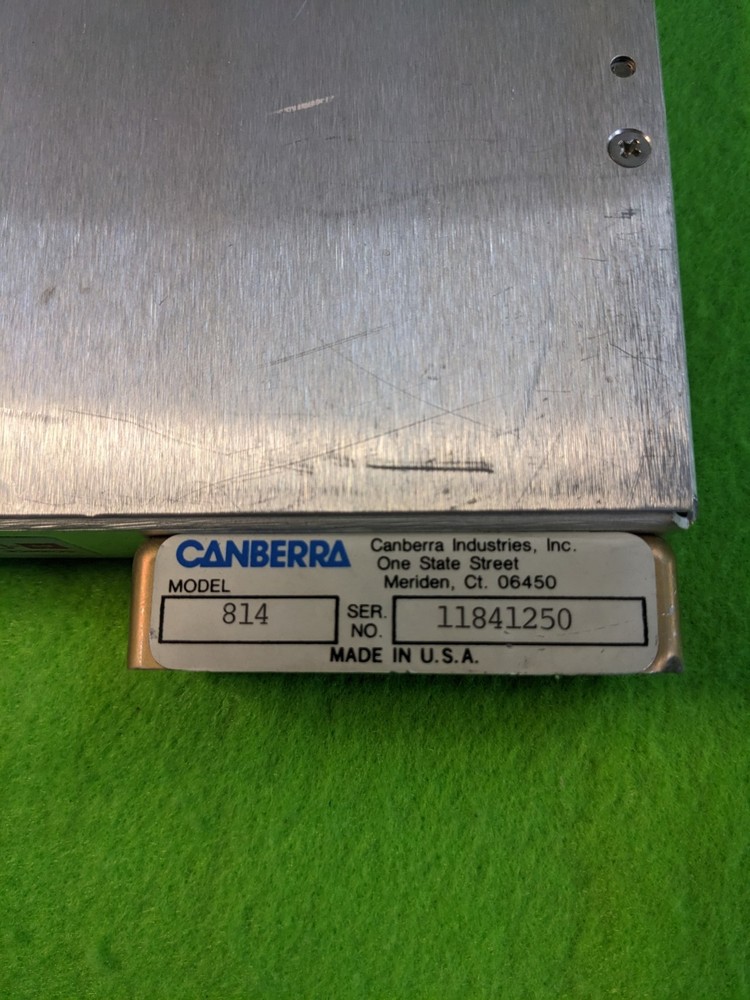 CANBERRA
Canberra Industries, Inc.
One State Street
Meriden, Ct. 06450
MODEL
814
SER.
NO.
11841250
MADE IN U.S.A.